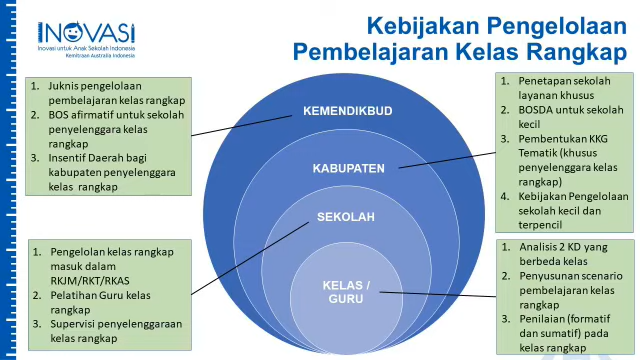 INOVASI
Inovasi untuk Anak Sekolah Indonesia
Kemitraan Australia Indonesia
Kebijakan Pengelolaan
Pembelajaran Kelas Rangkap
1. Juknis pengelolaan
pembelajaran kelas rangkap
2. BOS afirmatif untuk sekolah
penyelenggara kelas
rangkap
3. Insentif Daerah bagi
kabupaten penyelenggara
kelas rangkap
KEMENDIKBUD
KABUPATEN
SEKOLAH
KELAS /
GURU
1. Penetapan sekolah
layanan khusus
2. BOSDA untuk sekolah
kecil
3. Pembentukan KKG
Tematik (khusus
penyelenggara kelas
rangkap)
4. Kebijakan Pengelolaan
sekolah kecil dan
terpencil
1. Pengelolan kelas rangkap
masuk dalam
RKJM/RKT/RKAS
2. Pelatihan Guru kelas
rangkap
3. Supervisi penyelenggaraan
kelas rangkap
1. Analisis 2 KD yang
berbeda kelas
2. Penyusunan scenario
pembelajaran kelas
rangkap
3. Penilaian (formatif
dan sumatif) pada
kelas rangkap